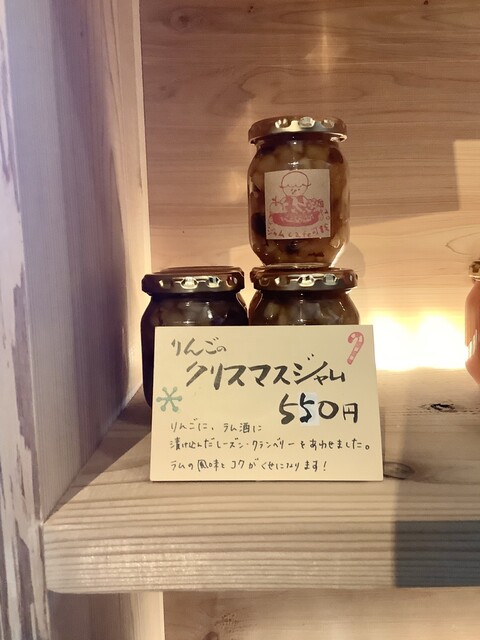 りんごの
クリスマスジャム
550円
りんごに、ラム酒に
漬け込んだレーズン・クランベリーをあわせました。
ラムの風味とコクがくせになります!